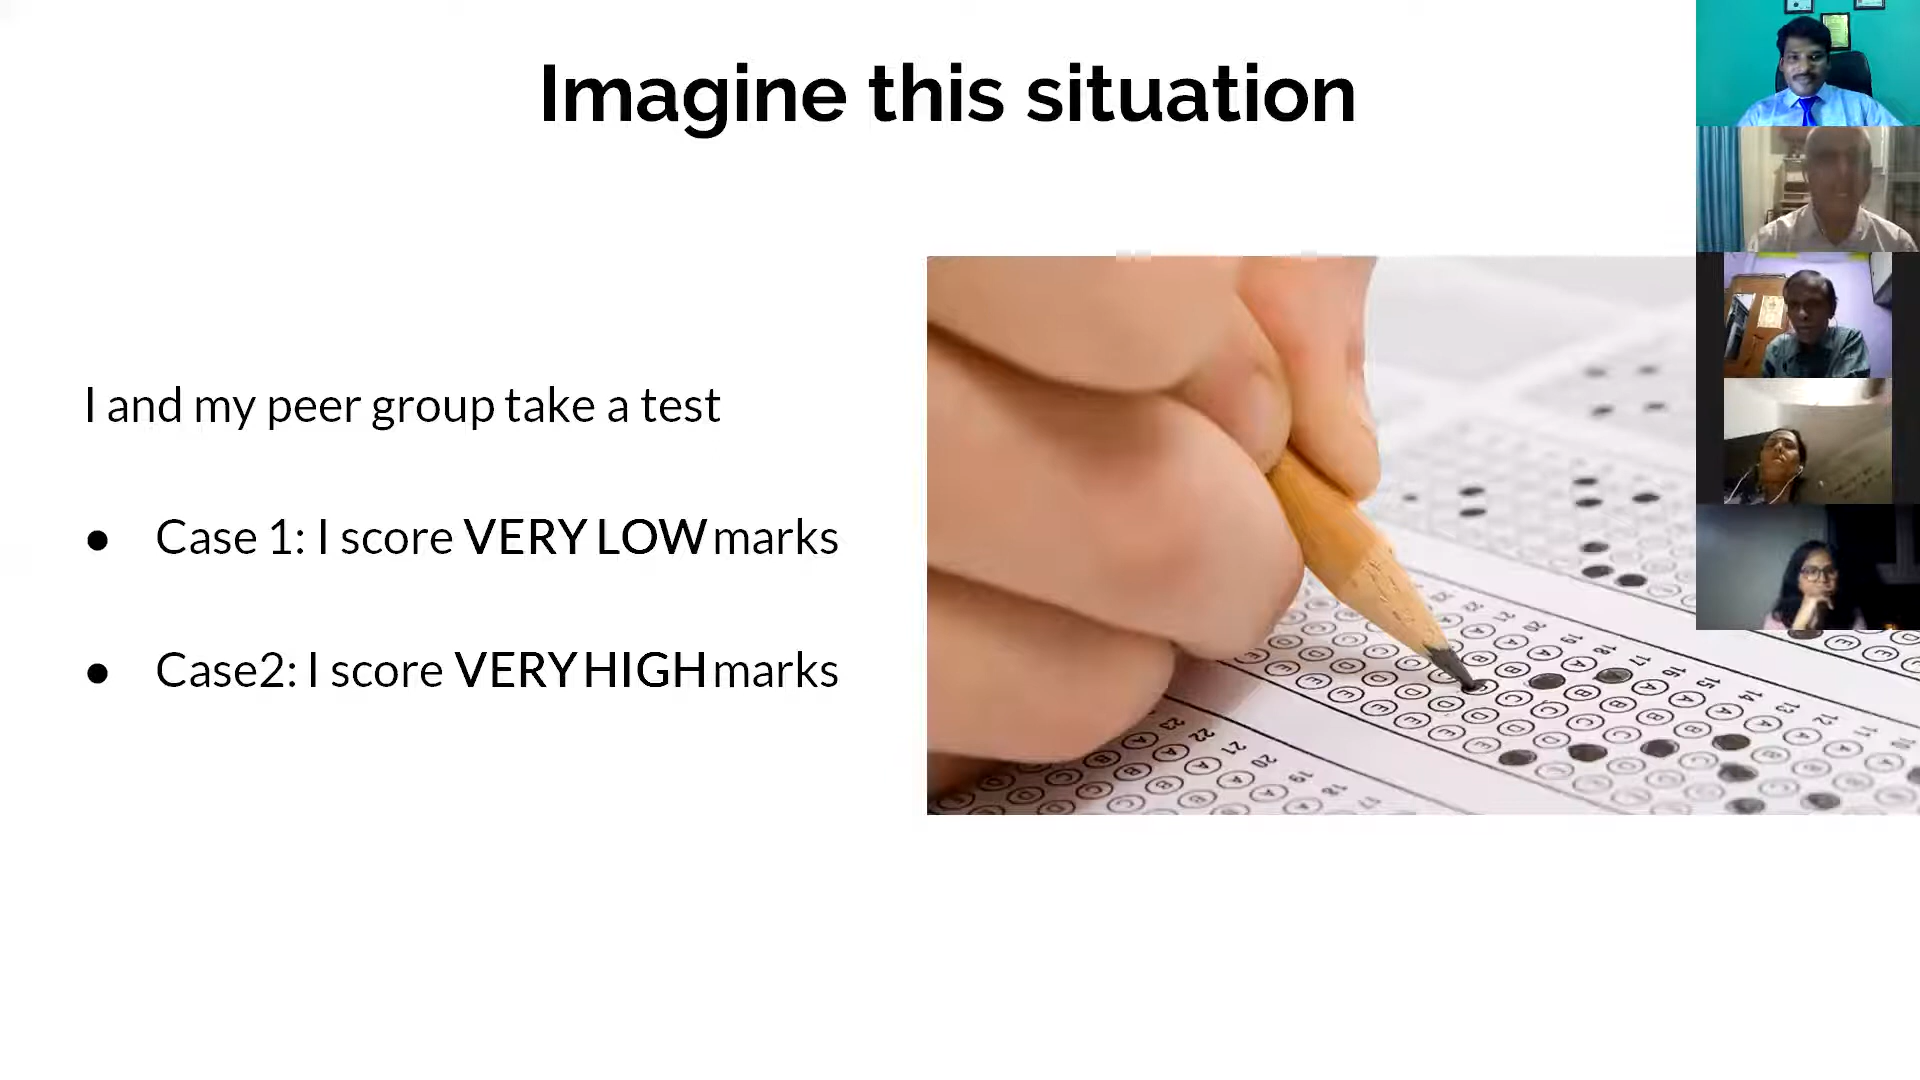 Imagine this situation
I and my peer group take a test
● Case 1: I score VERY LOW marks
● Case2: I score VERY HIGH marks